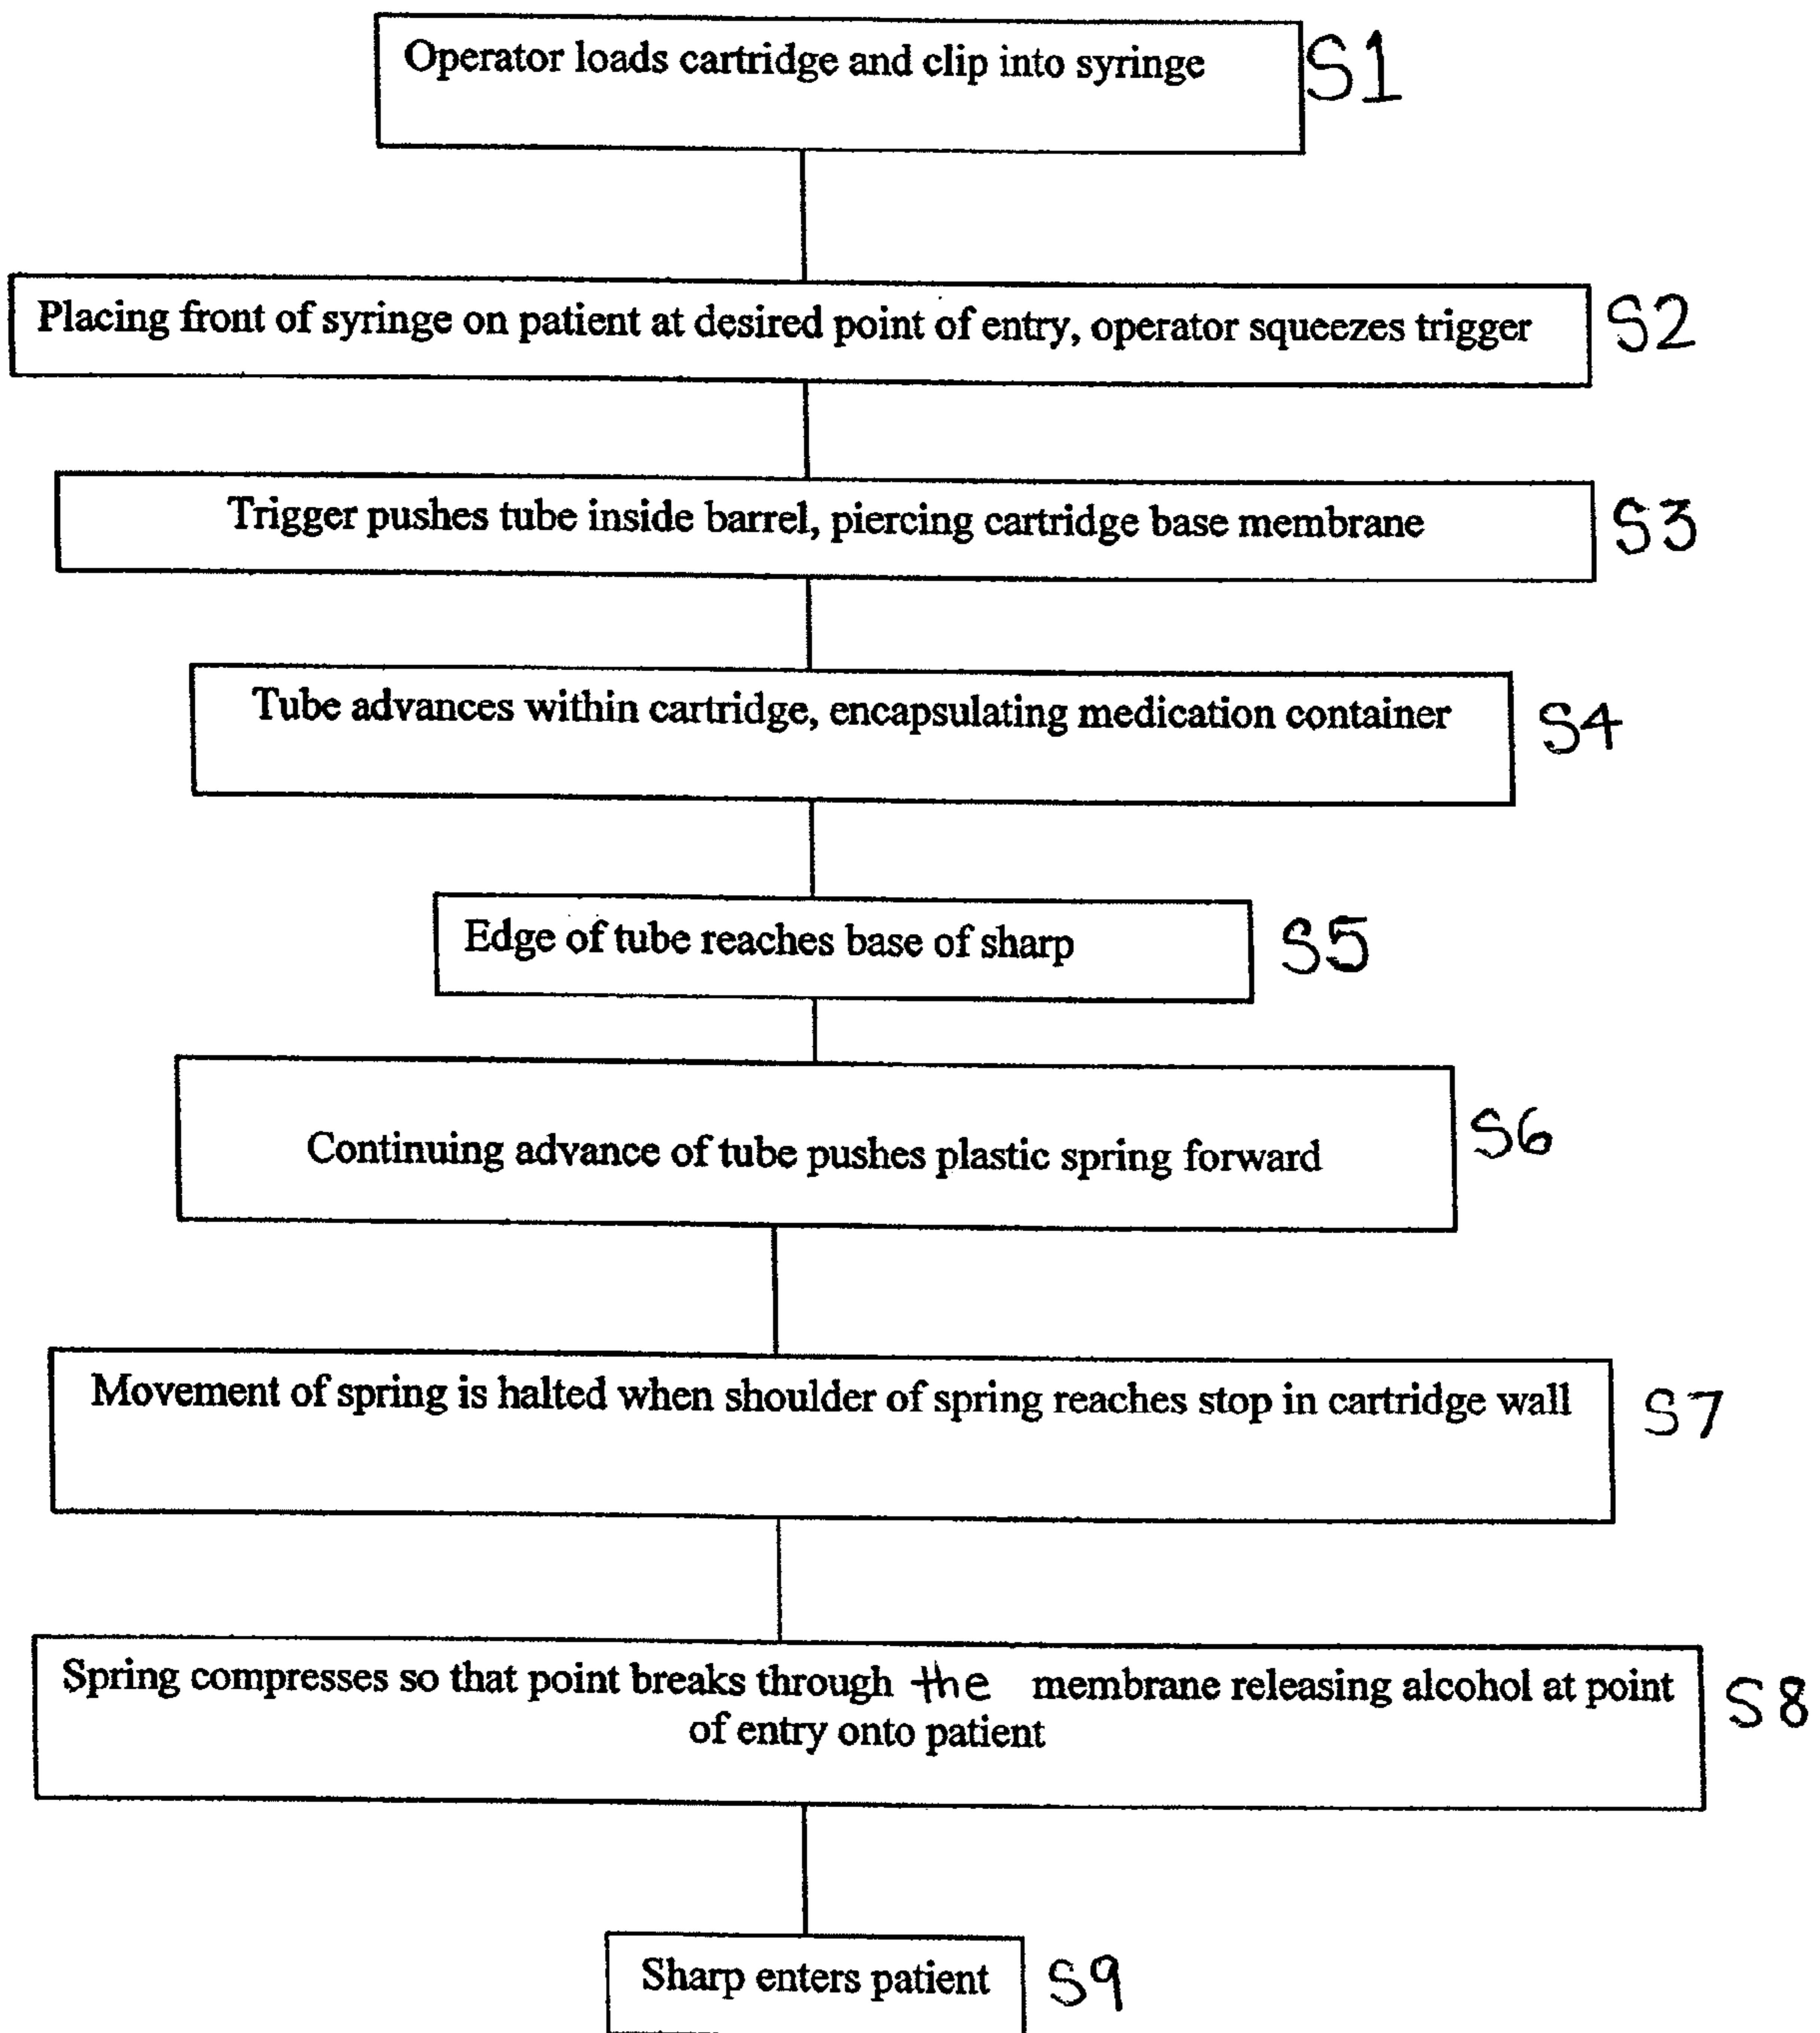 Operator loads cartridge and clip into syringe
S1
Placing front of syringe on patient at desired point of entry, operator squeezes trigger
S2
Trigger pushes tube inside barrel, piercing cartridge base membrane
S3
Tube advances within cartridge, encapsulating medication container
S4
Edge of tube reaches base of sharp
S5
Continuing advance of tube pushes plastic spring forward
S6
Movement of spring is halted when shoulder of spring reaches stop in cartridge wall
S7
Spring compresses so that point breaks through the membrane releasing alcohol at point
of entry onto patient
S8
Sharp enters patient
S9